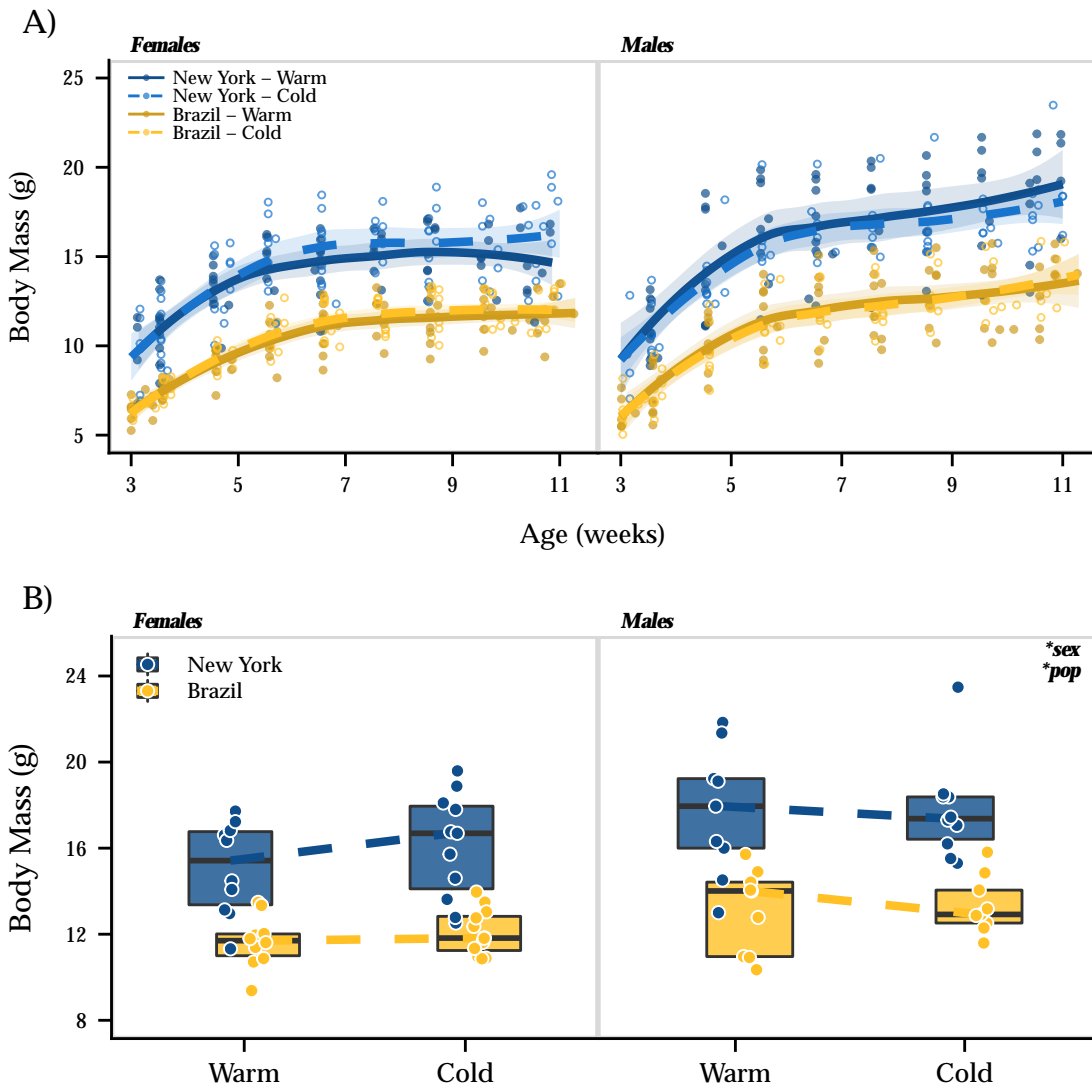 A)
Females
Males
New York – Warm
New York – Cold
Brazil – Warm
Brazil – Cold
25
20
15
10
5
Body Mass (g)
3 5 7 9 11
3 5 7 9 11
Age (weeks)
B)
Females
Males
New York
Brazil
*sex
*pop
24
20
16
12
8
Body Mass (g)
Warm Cold
Warm Cold